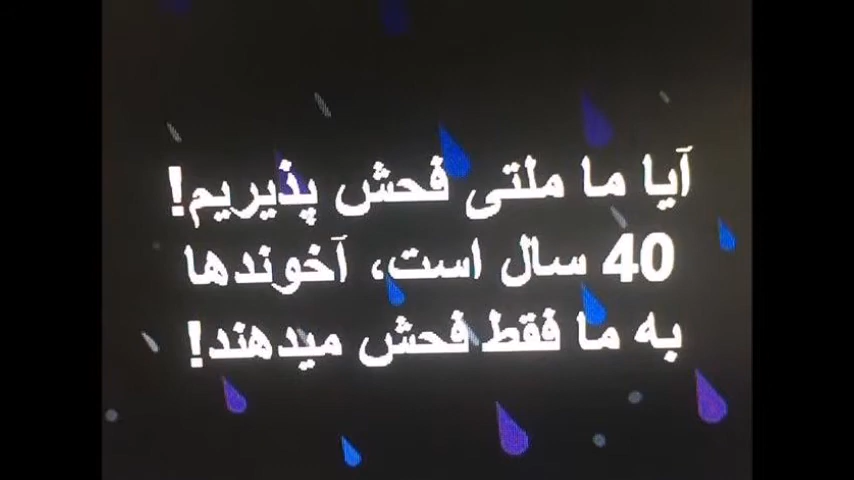 آیا ما ملتی فحش پذیریم!
40 سال است، آخوندها
به ما فقط فحش میدهند!